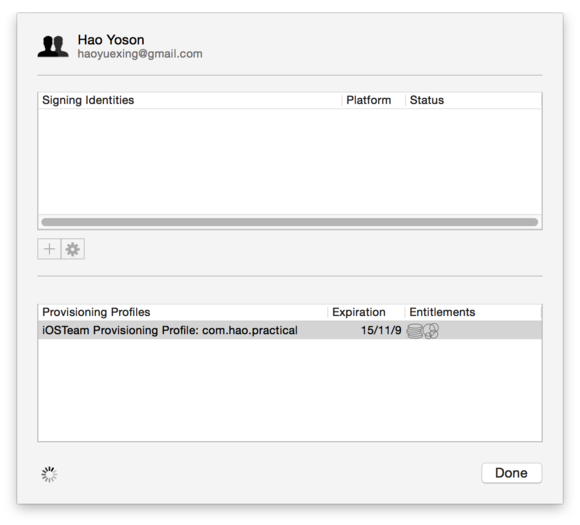 Hao Yoson
haoyuexing@gmail.com
Signing Identities Platform Status
Provisioning Profiles Expiration Entitlements
iOSTeam Provisioning Profile: com.hao.practical 15/11/9
Done